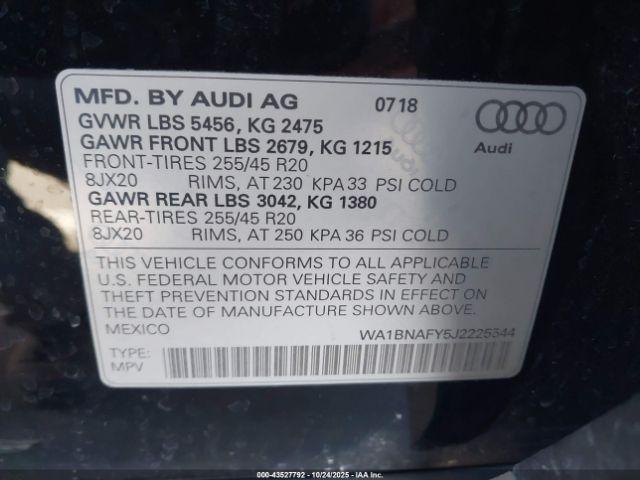 MFD. BY AUDI AG 0718
GVWR LBS 5456, KG 2475
GAWR FRONT LBS 2679, KG 1215
FRONT-TIRES 255/45 R20
8JX20 RIMS, AT 230 KPA 33 PSI COLD
GAWR REAR LBS 3042, KG 1380
REAR-TIRES 255/45 R20
8JX20 RIMS, AT 250 KPA 36 PSI COLD
Audi
THIS VEHICLE CONFORMS TO ALL APPLICABLE
U.S. FEDERAL MOTOR VEHICLE SAFETY AND
THEFT PREVENTION STANDARDS IN EFFECT ON
THE DATE OF MANUFACTURE SHOWN ABOVE.
MEXICO WA1BNAFY5J2225544
TYPE:
MPV
000-43527792 - 10/24/2025 - IAA, Inc.